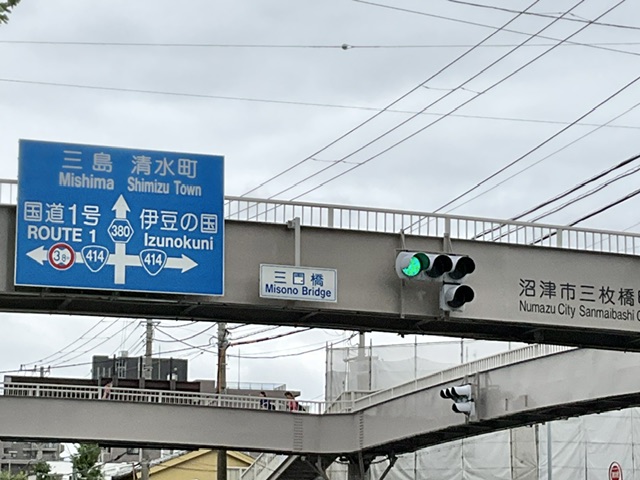 三島 清水町
Mishima Shimizu Town
国道1号
ROUTE 1
380
伊豆の国
Izunokuni
414
414
三園橋
Misono Bridge
沼津市三枚橋
Numazu City Sanmaibashi